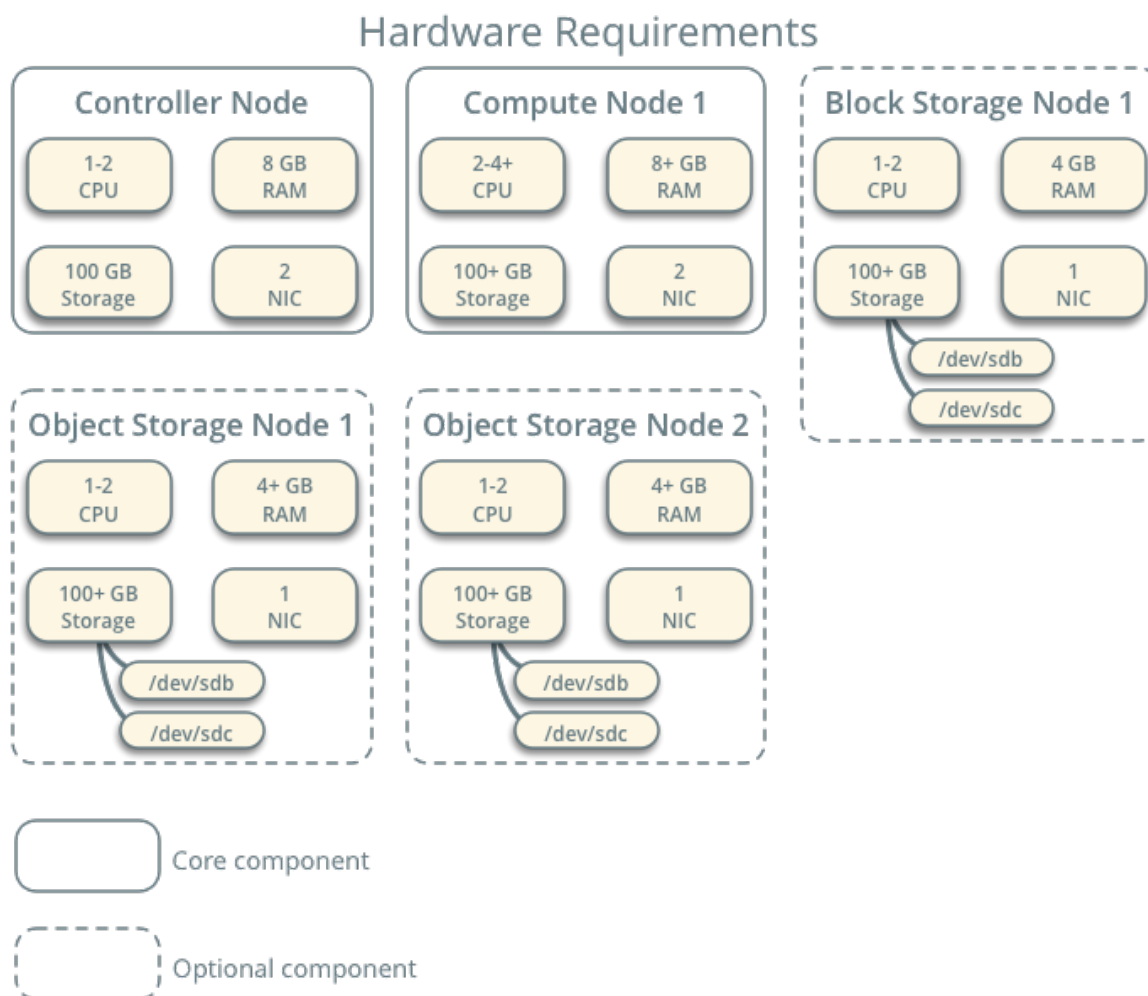 Hardware Requirements
Controller Node
1-2
CPU
8 GB
RAM
100 GB
Storage
2
NIC
Compute Node 1
2-4+
CPU
8+ GB
RAM
100+ GB
Storage
2
NIC
Block Storage Node 1
1-2
CPU
4 GB
RAM
100+ GB
Storage
1
NIC
/dev/sdb
/dev/sdc
Object Storage Node 1
1-2
CPU
4+ GB
RAM
100+ GB
Storage
1
NIC
/dev/sdb
/dev/sdc
Object Storage Node 2
1-2
CPU
4+ GB
RAM
100+ GB
Storage
1
NIC
/dev/sdb
/dev/sdc
Core component
Optional component